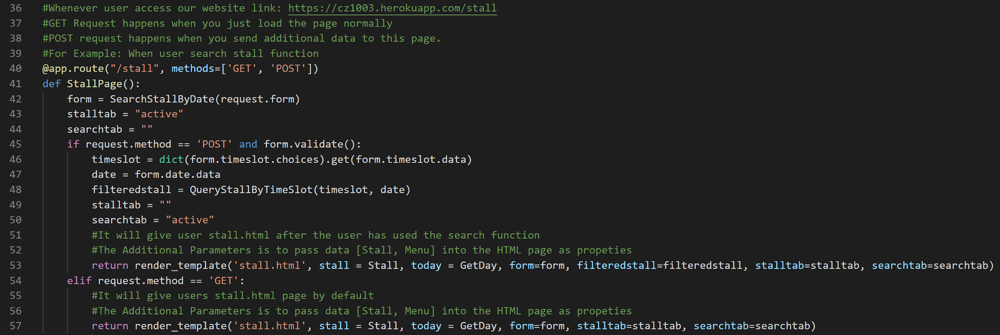 36 #Whenever user access our website link: https://cz1003.herokuapp.com/stall
37 #GET Request happens when you just load the page normally
38 #POST request happens when you send additional data to this page.
39 #For Example: When user search stall function
40 @app.route("/stall", methods=['GET', 'POST'])
41 def StallPage():
42     form = SearchStallByDate(request.form)
43     stalltab = "active"
44     searchtab = ""
45     if request.method == 'POST' and form.validate():
46         timeslot = dict(form.timeslot.choices).get(form.timeslot.data)
47         date = form.date.data
48         filteredstall = QueryStallByTimeSlot(timeslot, date)
49         stalltab = ""
50         searchtab = "active"
51         #It will give user stall.html after the user has used the search function
52         #The Additional Parameters is to pass data [Stall, Menu] into the HTML page as propeties
53         return render_template('stall.html', stall = Stall, today = GetDay, form=form, filteredstall=filteredstall, stalltab=stalltab, searchtab=searchtab)
54     elif request.method == 'GET':
55         #It will give users stall.html page by default
56         #The Additional Parameters is to pass data [Stall, Menu] into the HTML page as propeties
57         return render_template('stall.html', stall = Stall, today = GetDay, form=form, stalltab=stalltab, searchtab=searchtab)